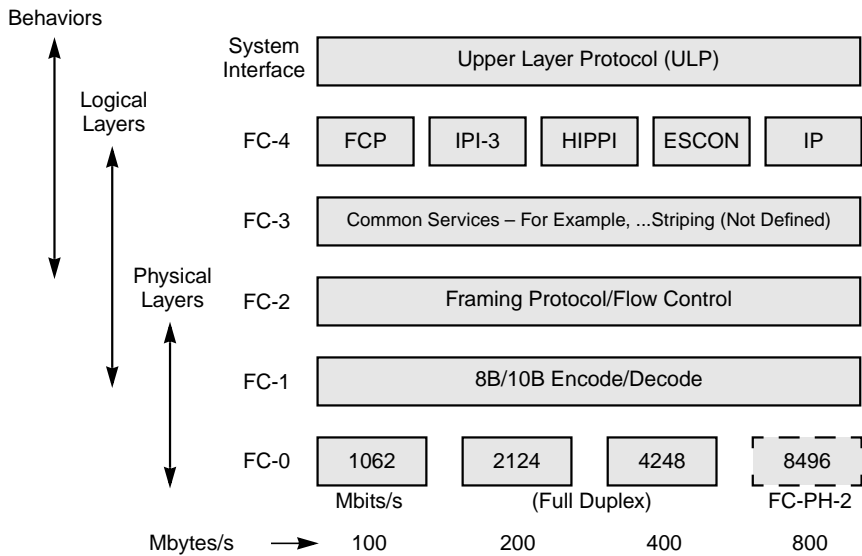 Behaviors
System
Interface
Upper Layer Protocol (ULP)
Logical
Layers
FC-4
FCP
IPI-3
HIPPI
ESCON
IP
FC-3
Common Services – For Example, ...Striping (Not Defined)
Physical
Layers
FC-2
Framing Protocol/Flow Control
FC-1
8B/10B Encode/Decode
FC-0
1062
2124
4248
8496
Mbits/s
(Full Duplex)
FC-PH-2
Mbytes/s
100
200
400
800